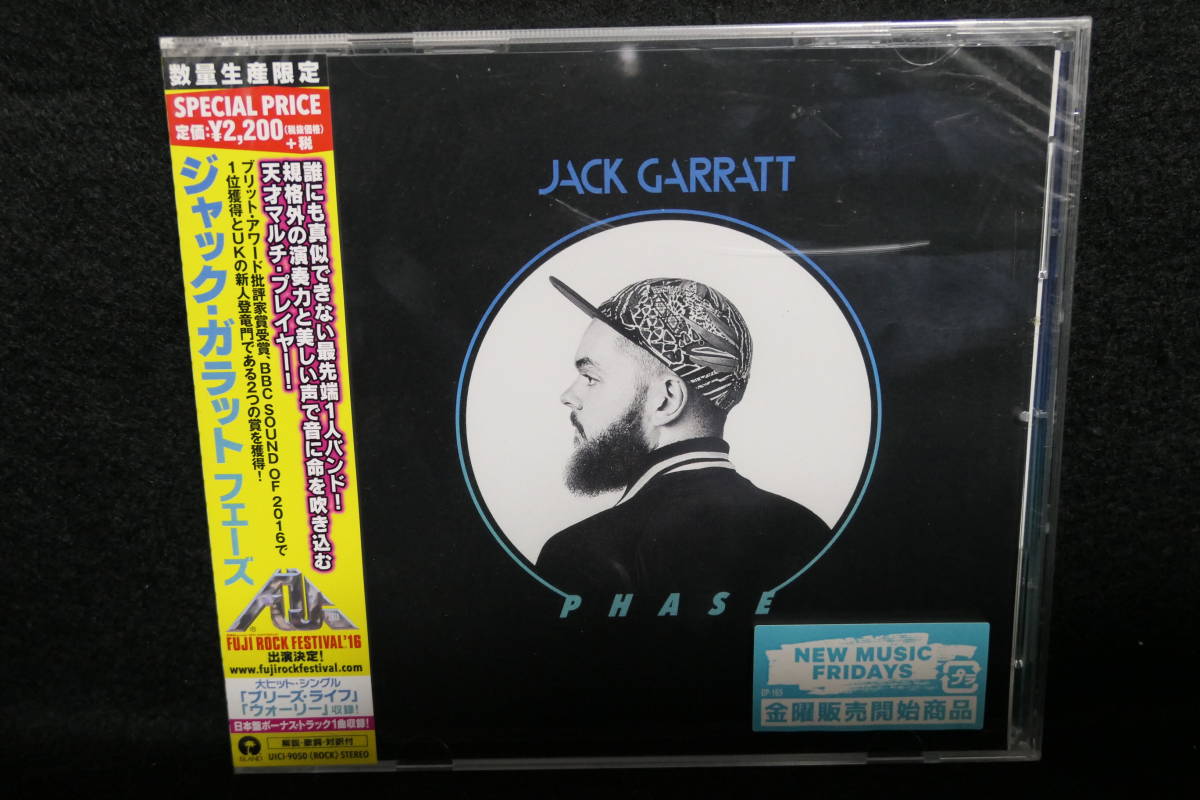 数量生産限定
SPECIAL PRICE
定価:¥2,200(税抜価格)
+税
誰にも真似できない最先端1人バンド!
規格外の演奏力と美しい声で音に命を吹き込む
天才マルチ・プレイヤー!
ブリット・アワード批評家賞受賞、BBC SOUND OF 2016で
1位獲得とUKの新人登竜門である2つの賞を獲得!
ジャック・ガラット フェーズ
FUJI ROCK FESTIVAL'16
出演決定!
www.fujirockfestival.com
大ヒット・シングル
「ブリーズ・ライフ」
「ウォーリー」収録!
日本盤ボーナス・トラック1曲収録!
解説・歌詞・対訳付
ISLAND
UICI-9050 (ROCK) STEREO
JACK GARRATT
PHASE
NEW MUSIC
FRIDAYS
プラ
EP-165
金曜販売開始商品